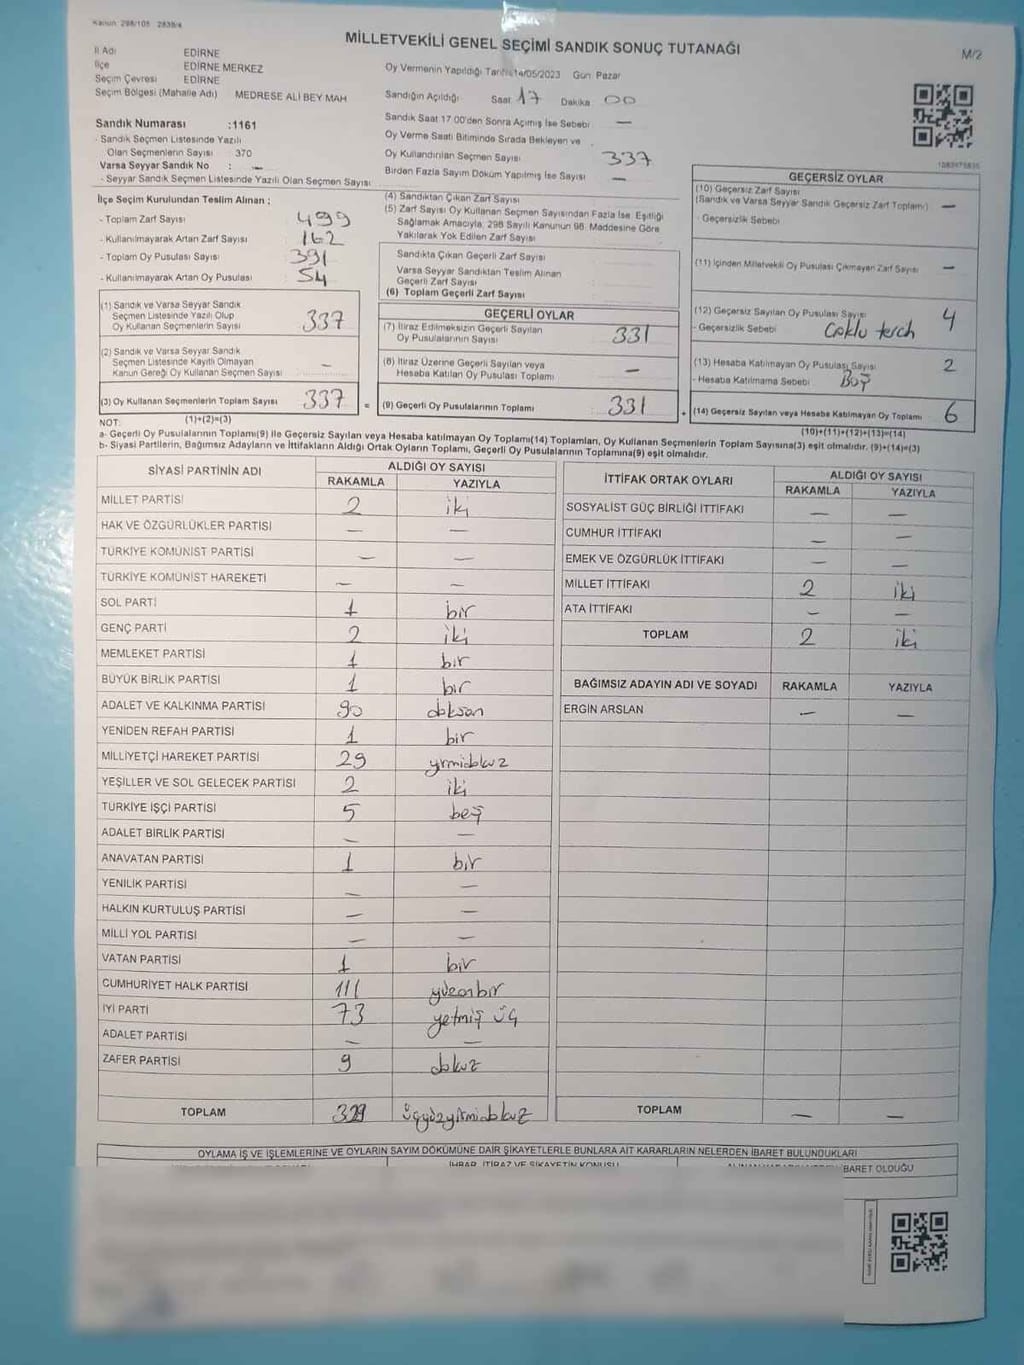 Kanun 298/105 2839/4
MİLLETVEKİLİ GENEL SEÇİMİ SANDIK SONUÇ TUTANAĞI
M/2
İl Adı EDİRNE
İlçe EDİRNE MERKEZ
Seçim Çevresi EDİRNE
Seçim Bölgesi (Mahalle Adı) MEDRESE ALİ BEY MAH
Sandık Numarası :1161
- Sandık Seçmen Listesinde Yazılı
Olan Seçmenlerin Sayısı 370
Varsa Seyyar Sandık No : —
- Seyyar Sandık Seçmen Listesinde Yazılı Olan Seçmen Sayısı
Oy Vermenin Yapıldığı Tarihi 14/05/2023 Gün Pazar
Sandığın Açıldığı Saat 17 Dakika 00
Sandık Saat 17:00'den Sonra Açılmış İse Sebebi —
Oy Verme Saati Bitiminde Sırada Bekleyen ve
Oy Kullandırılan Seçmen Sayısı 337
Birden Fazla Sayım Döküm Yapılmış İse Sayısı —
İlçe Seçim Kurulundan Teslim Alınan :
- Toplam Zarf Sayısı 499
- Kullanılmayarak Artan Zarf Sayısı 162
- Toplam Oy Pusulası Sayısı 391
- Kullanılmayarak Artan Oy Pusulası 54
(1) Sandık ve Varsa Seyyar Sandık
Seçmen Listesinde Yazılı Olup
Oy Kullanan Seçmenlerin Sayısı 337
(2) Sandık ve Varsa Seyyar Sandık
Seçmen Listesinde Kayıtlı Olmayan
Kanun Gereği Oy Kullanan Seçmen Sayısı —
(3) Oy Kullanan Seçmenlerin Toplam Sayısı 337 =
(1)+(2)=(3)
(4) Sandıktan Çıkan Zarf Sayısı
(5) Zarf Sayısı Oy Kullanan Seçmen Sayısından Fazla İse, Eşitliği
Sağlamak Amacıyla, 298 Sayılı Kanunun 98. Maddesine Göre
Yakılarak Yok Edilen Zarf Sayısı
Sandıkta Çıkan Geçerli Zarf Sayısı
Varsa Seyyar Sandıktan Teslim Alınan
Geçerli Zarf Sayısı
(6) Toplam Geçerli Zarf Sayısı
GEÇERLİ OYLAR
(7) İtiraz Edilmeksizin Geçerli Sayılan
Oy Pusulalarının Sayısı 331
(8) İtiraz Üzerine Geçerli Sayılan veya
Hesaba Katılan Oy Pusulası Toplamı —
(9) Geçerli Oy Pusulalarının Toplamı 331 +
GEÇERSİZ OYLAR
(10) Geçersiz Zarf Sayısı
(Sandık ve Varsa Seyyar Sandık Geçersiz Zarf Toplamı) —
- Geçersizlik Sebebi
(11) İçinden Milletvekili Oy Pusulası Çıkmayan Zarf Sayısı —
(12) Geçersiz Sayılan Oy Pusulası Sayısı 4
- Geçersizlik Sebebi Çoklu tercih
(13) Hesaba Katılmayan Oy Pusulası Sayısı 2
- Hesaba Katılmama Sebebi Boş
(14) Geçersiz Sayılan veya Hesaba Katılmayan Oy Toplamı 6
(10)+(11)+(12)+(13)=(14)
NOT:
a- Geçerli Oy Pusulalarının Toplamı(9) ile Geçersiz Sayılan veya Hesaba katılmayan Oy Toplamı(14) Toplamları, Oy Kullanan Seçmenlerin Toplam Sayısına(3) eşit olmalıdır. (9)+(14)=(3)
b- Siyasi Partilerin, Bağımsız Adayların ve İttifakların Aldığı Ortak Oyların Toplamı, Geçerli Oy Pusulalarının Toplamına(9) eşit olmalıdır.
SİYASİ PARTİNİN ADI ALDIĞI OY SAYISI
RAKAMLA YAZIYLA
MİLLET PARTİSİ 2 iki
HAK VE ÖZGÜRLÜKLER PARTİSİ — —
TÜRKİYE KOMÜNİST PARTİSİ — —
TÜRKİYE KOMÜNİST HAREKETİ — —
SOL PARTİ 1 bir
GENÇ PARTİ 2 iki
MEMLEKET PARTİSİ 1 bir
BÜYÜK BİRLİK PARTİSİ 1 bir
ADALET VE KALKINMA PARTİSİ 90 doksan
YENİDEN REFAH PARTİSİ 1 bir
MİLLİYETÇİ HAREKET PARTİSİ 29 yirmidokuz
YEŞİLLER VE SOL GELECEK PARTİSİ 2 iki
TÜRKİYE İŞÇİ PARTİSİ 5 beş
ADALET BİRLİK PARTİSİ — —
ANAVATAN PARTİSİ 1 bir
YENİLİK PARTİSİ — —
HALKIN KURTULUŞ PARTİSİ — —
MİLLİ YOL PARTİSİ — —
VATAN PARTİSİ 1 bir
CUMHURİYET HALK PARTİSİ 111 yüzonbir
İYİ PARTİ 73 yetmiş üç
ADALET PARTİSİ — —
ZAFER PARTİSİ 9 dokuz
TOPLAM 329 üçyüzyirmidokuz
İTTİFAK ORTAK OYLARI ALDIĞI OY SAYISI
RAKAMLA YAZIYLA
SOSYALİST GÜÇ BİRLİĞİ İTTİFAKI — —
CUMHUR İTTİFAKI — —
EMEK VE ÖZGÜRLÜK İTTİFAKI — —
MİLLET İTTİFAKI 2 iki
ATA İTTİFAKI — —
TOPLAM 2 iki
BAĞIMSIZ ADAYIN ADI VE SOYADI RAKAMLA YAZIYLA
ERGİN ARSLAN — —
TOPLAM — —
OYLAMA İŞ VE İŞLEMLERİNE VE OYLARIN SAYIM DÖKÜMÜNE DAİR ŞİKAYETLERLE BUNLARA AİT KARARLARIN NELERDEN İBARET BULUNDUKLARI
İHBAR, İTİRAZ VE ŞİKAYETİN KONUSU
BARET OLDUĞU